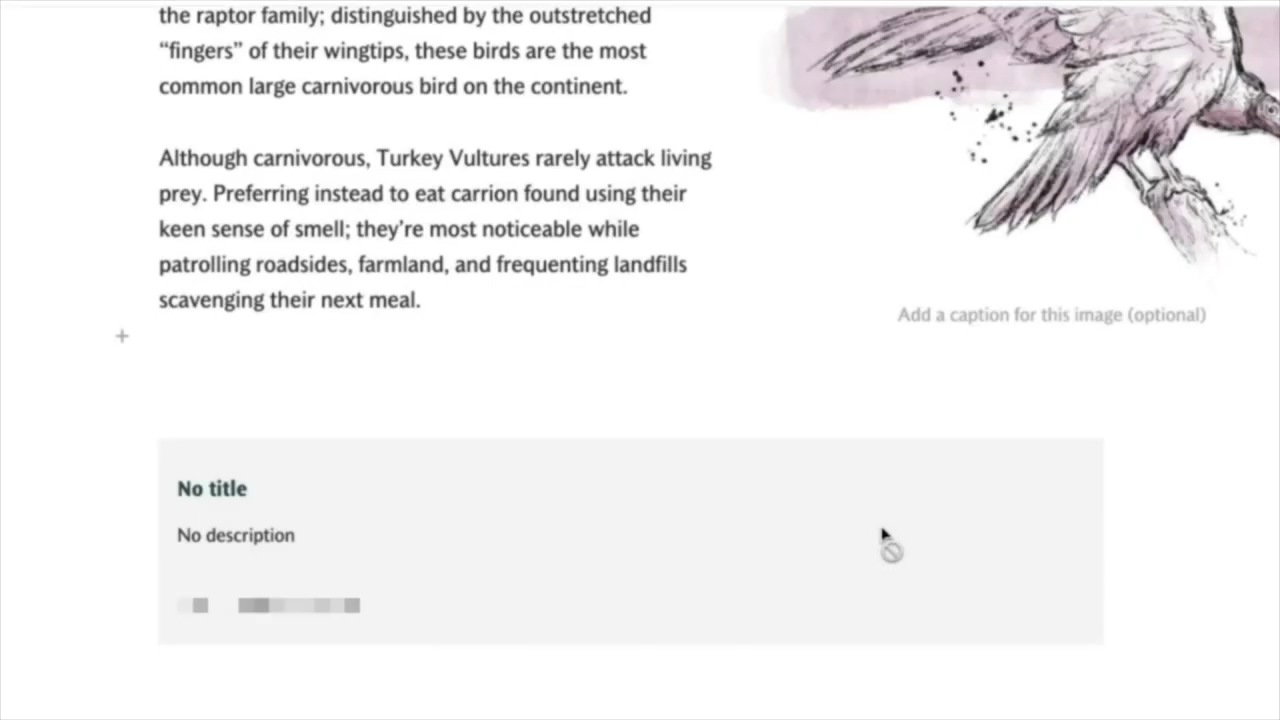 the raptor family; distinguished by the outstretched
“fingers” of their wingtips, these birds are the most
common large carnivorous bird on the continent.
Although carnivorous, Turkey Vultures rarely attack living
prey. Preferring instead to eat carrion found using their
keen sense of smell; they’re most noticeable while
patrolling roadsides, farmland, and frequenting landfills
scavenging their next meal.
Add a caption for this image (optional)
No title
No description